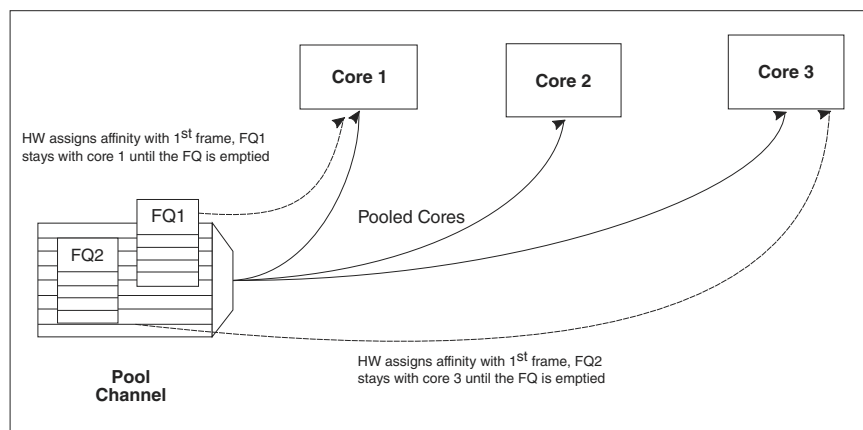 Core 1
Core 2
Core 3
HW assigns affinity with 1st frame, FQ1
stays with core 1 until the FQ is emptied
FQ1
Pooled Cores
FQ2
HW assigns affinity with 1st frame, FQ2
stays with core 3 until the FQ is emptied
Pool
Channel